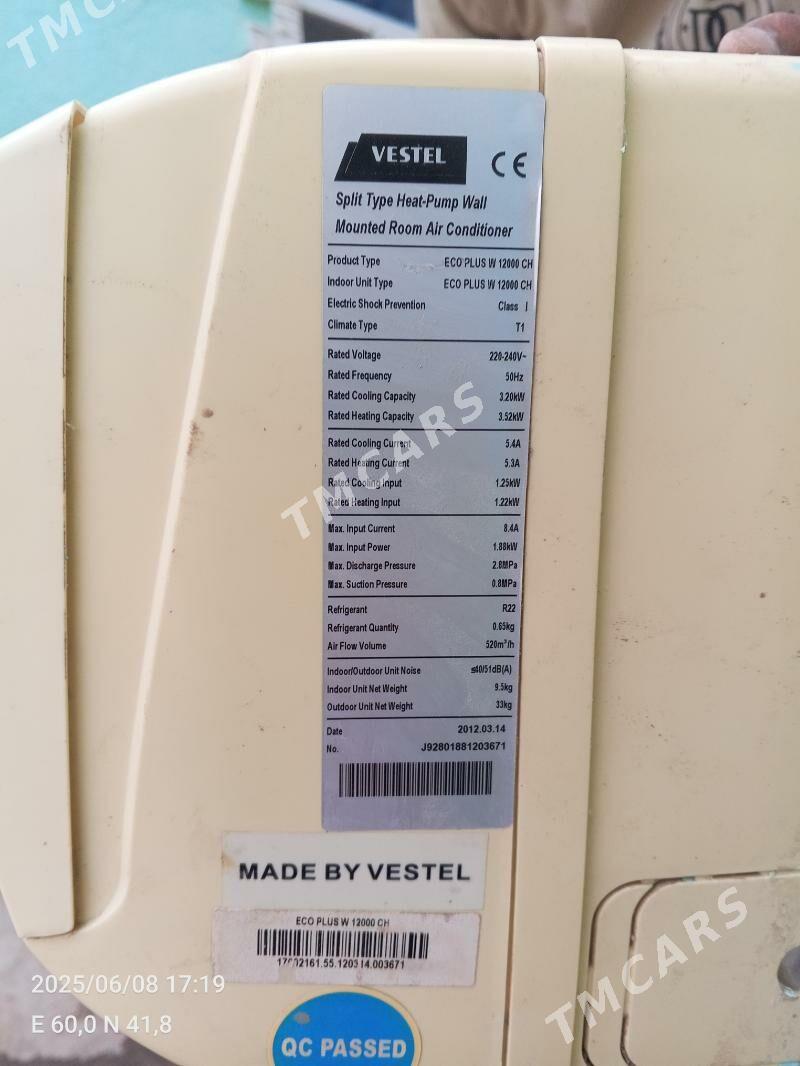 TMCARS
VESTEL CE
Split Type Heat-Pump Wall
Mounted Room Air Conditioner
Product Type ECO PLUS W 12000 CH
Indoor Unit Type ECO PLUS W 12000 CH
Electric Shock Prevention Class I
Climate Type T1
Rated Voltage 220-240V~
Rated Frequency 50Hz
Rated Cooling Capacity 3.20kW
Rated Heating Capacity 3.52kW
Rated Cooling Current 5.4A
Rated Heating Current 5.3A
Rated Cooling Input 1.25kW
Rated Heating Input 1.22kW
TMCARS
Max. Input Current 8.4A
Max. Input Power 1.88kW
Max. Discharge Pressure 2.8MPa
Max. Suction Pressure 0.8MPa
Refrigerant R22
Refrigerant Quantity 0.65kg
Air Flow Volume 520m³/h
Indoor/Outdoor Unit Noise ≤40/51dB(A)
Indoor Unit Net Weight 9.5kg
Outdoor Unit Net Weight 33kg
Date 2012.03.14
No. J92801881203671
MADE BY VESTEL
ECO PLUS W 12000 CH
TMCARS
2025/06/08 17:19
E 60,0 N 41,8
QC PASSED